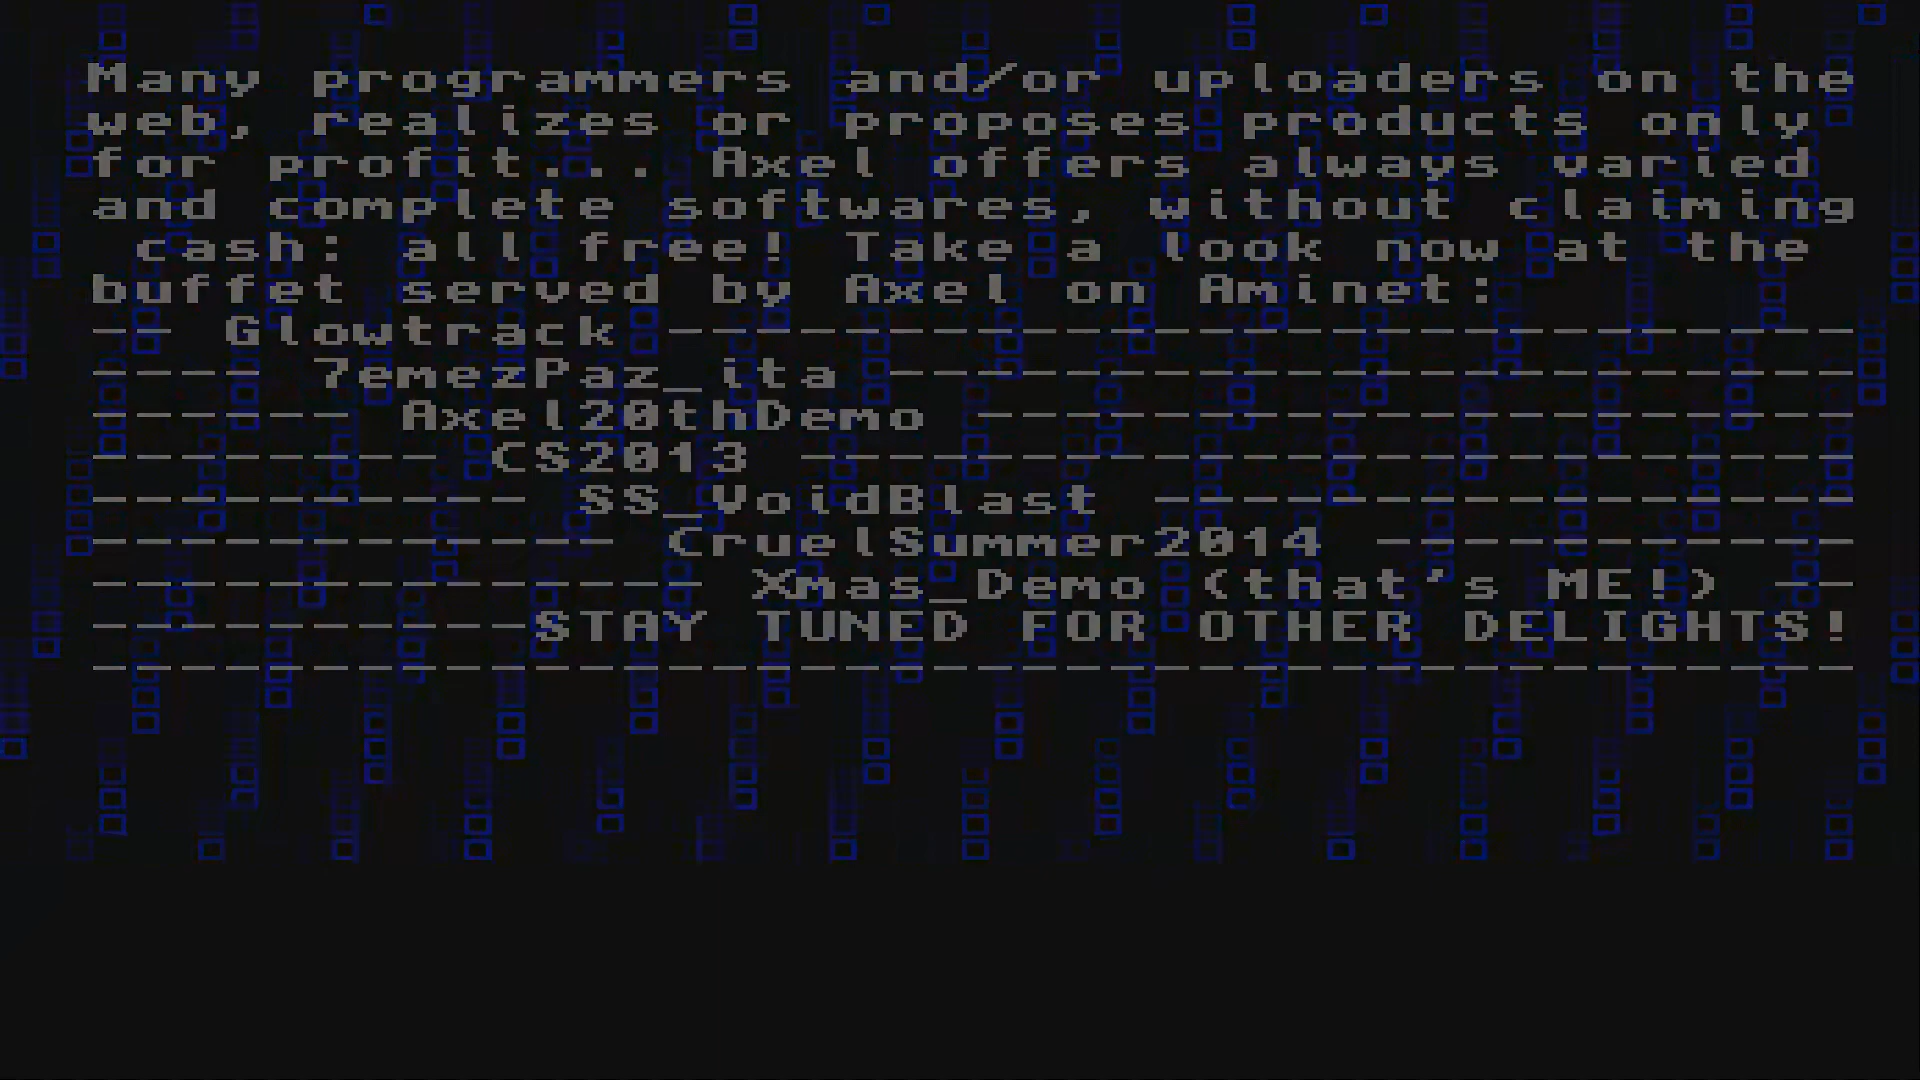 Many programmers and/or uploaders on the
web, realizes or proposes products only
for profit... Axel offers always varied
and complete softwares, without claiming
cash: all free! Take a look now at the
buffet served by Axel on Aminet:
-- Glowtrack ---------------------------
---- 7emezPaz_ita ----------------------
------ Axel20thDemo --------------------
-------- CS2013 ------------------------
---------- SS_VoidBlast ----------------
------------ CruelSummer2014 -----------
-------------- Xmas_Demo (that's ME!) --
----------STAY TUNED FOR OTHER DELIGHTS!
----------------------------------------